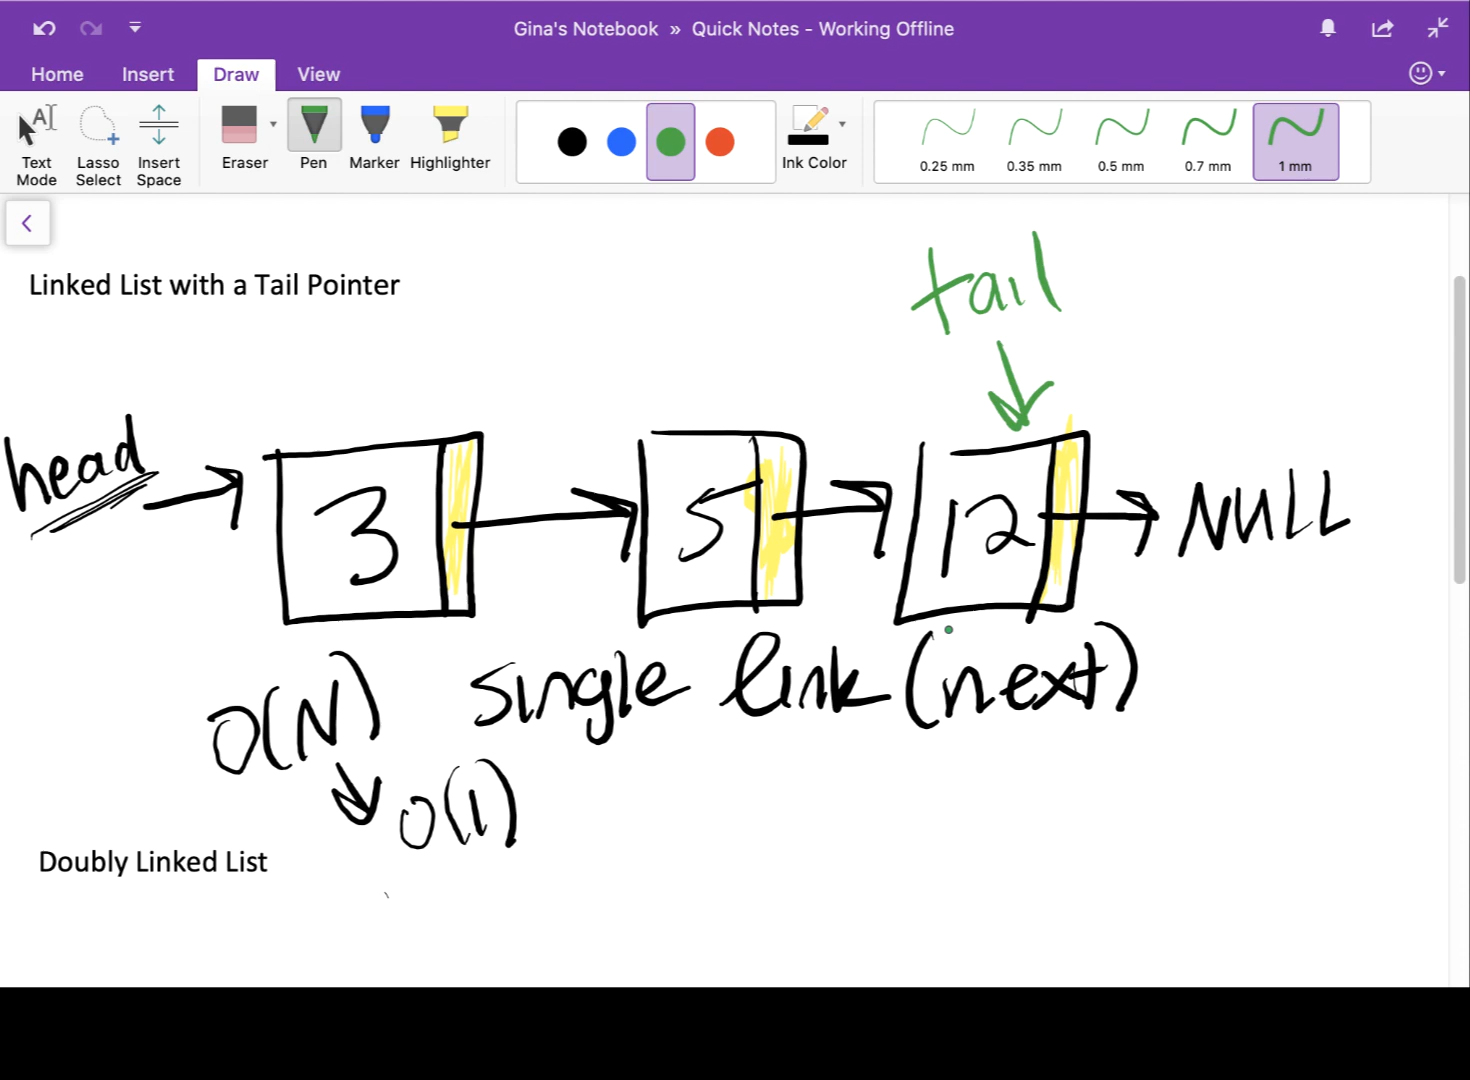 Gina's Notebook » Quick Notes - Working Offline
Home Insert Draw View
Text Mode
Lasso Select
Insert Space
Eraser
Pen
Marker
Highlighter
Ink Color
0.25 mm
0.35 mm
0.5 mm
0.7 mm
1 mm
Linked List with a Tail Pointer
tail
head
3
5
12
NULL
single link (next)
O(N)
O(1)
Doubly Linked List